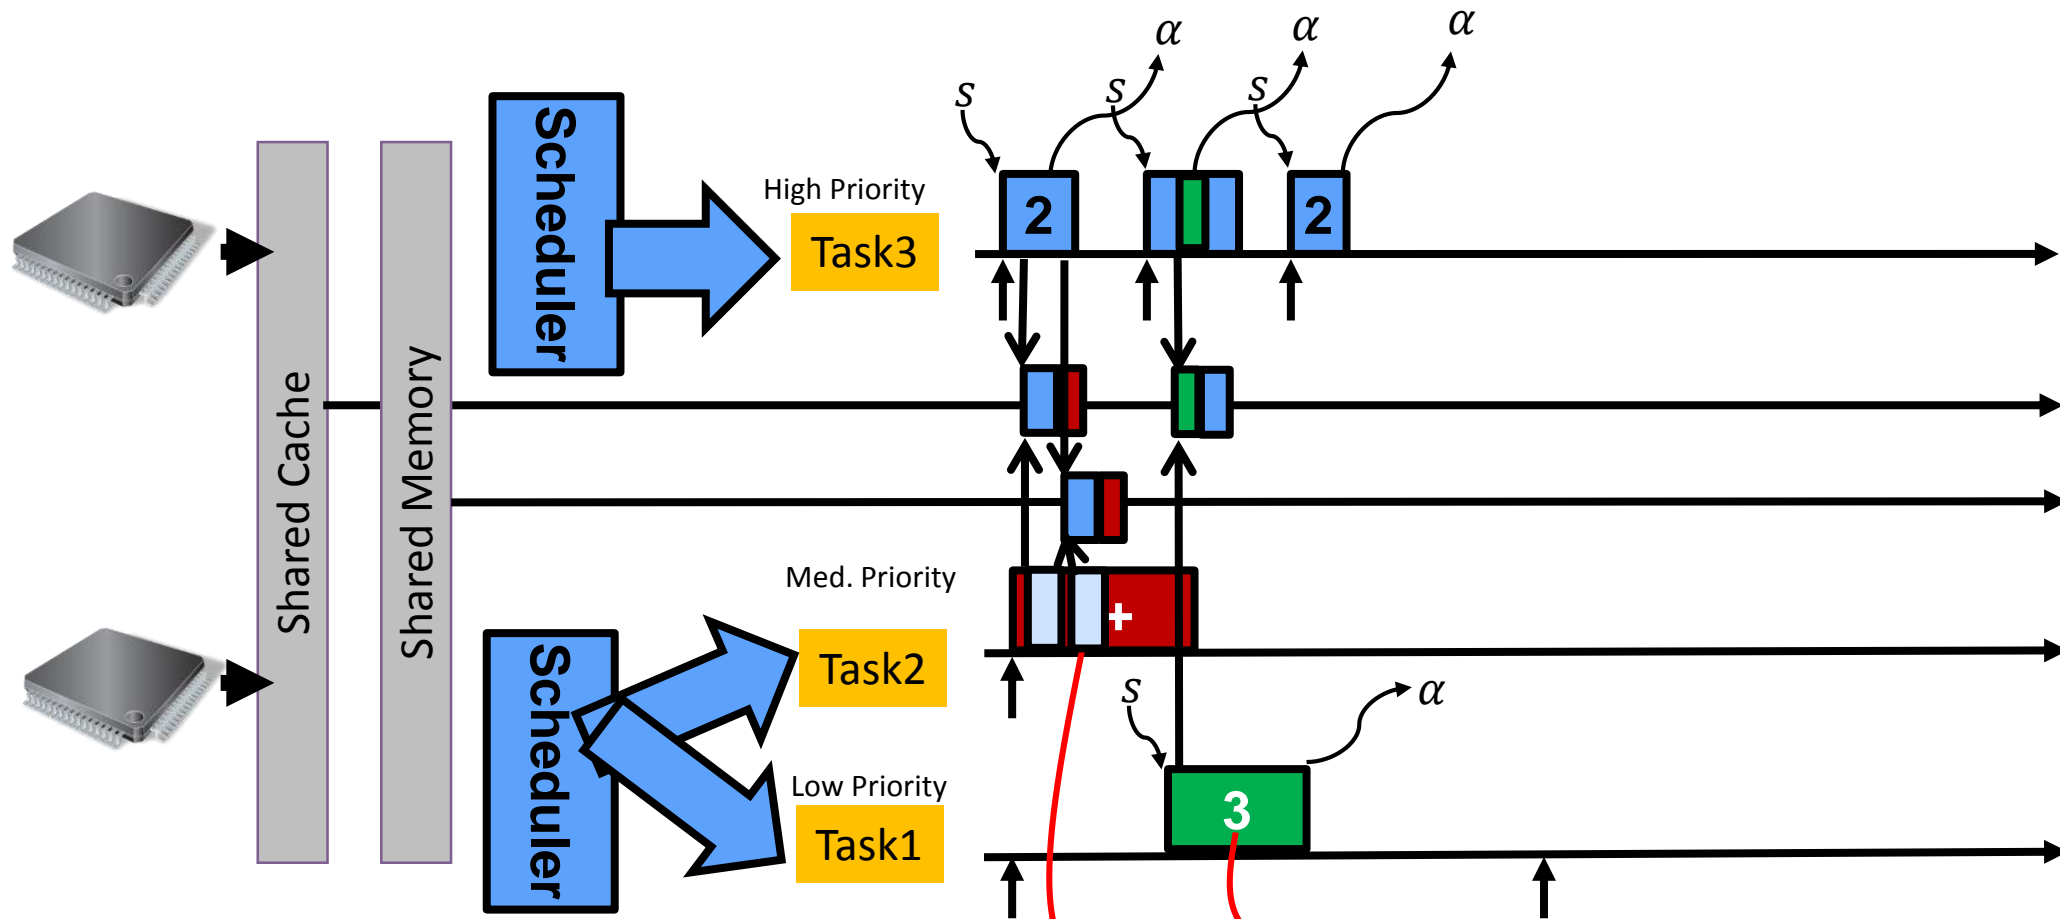 α
α
α
s
s
s
Scheduler
High Priority
Task3
2
2
Shared Cache
Shared Memory
Med. Priority
Task2
+
Scheduler
s
α
Low Priority
Task1
3